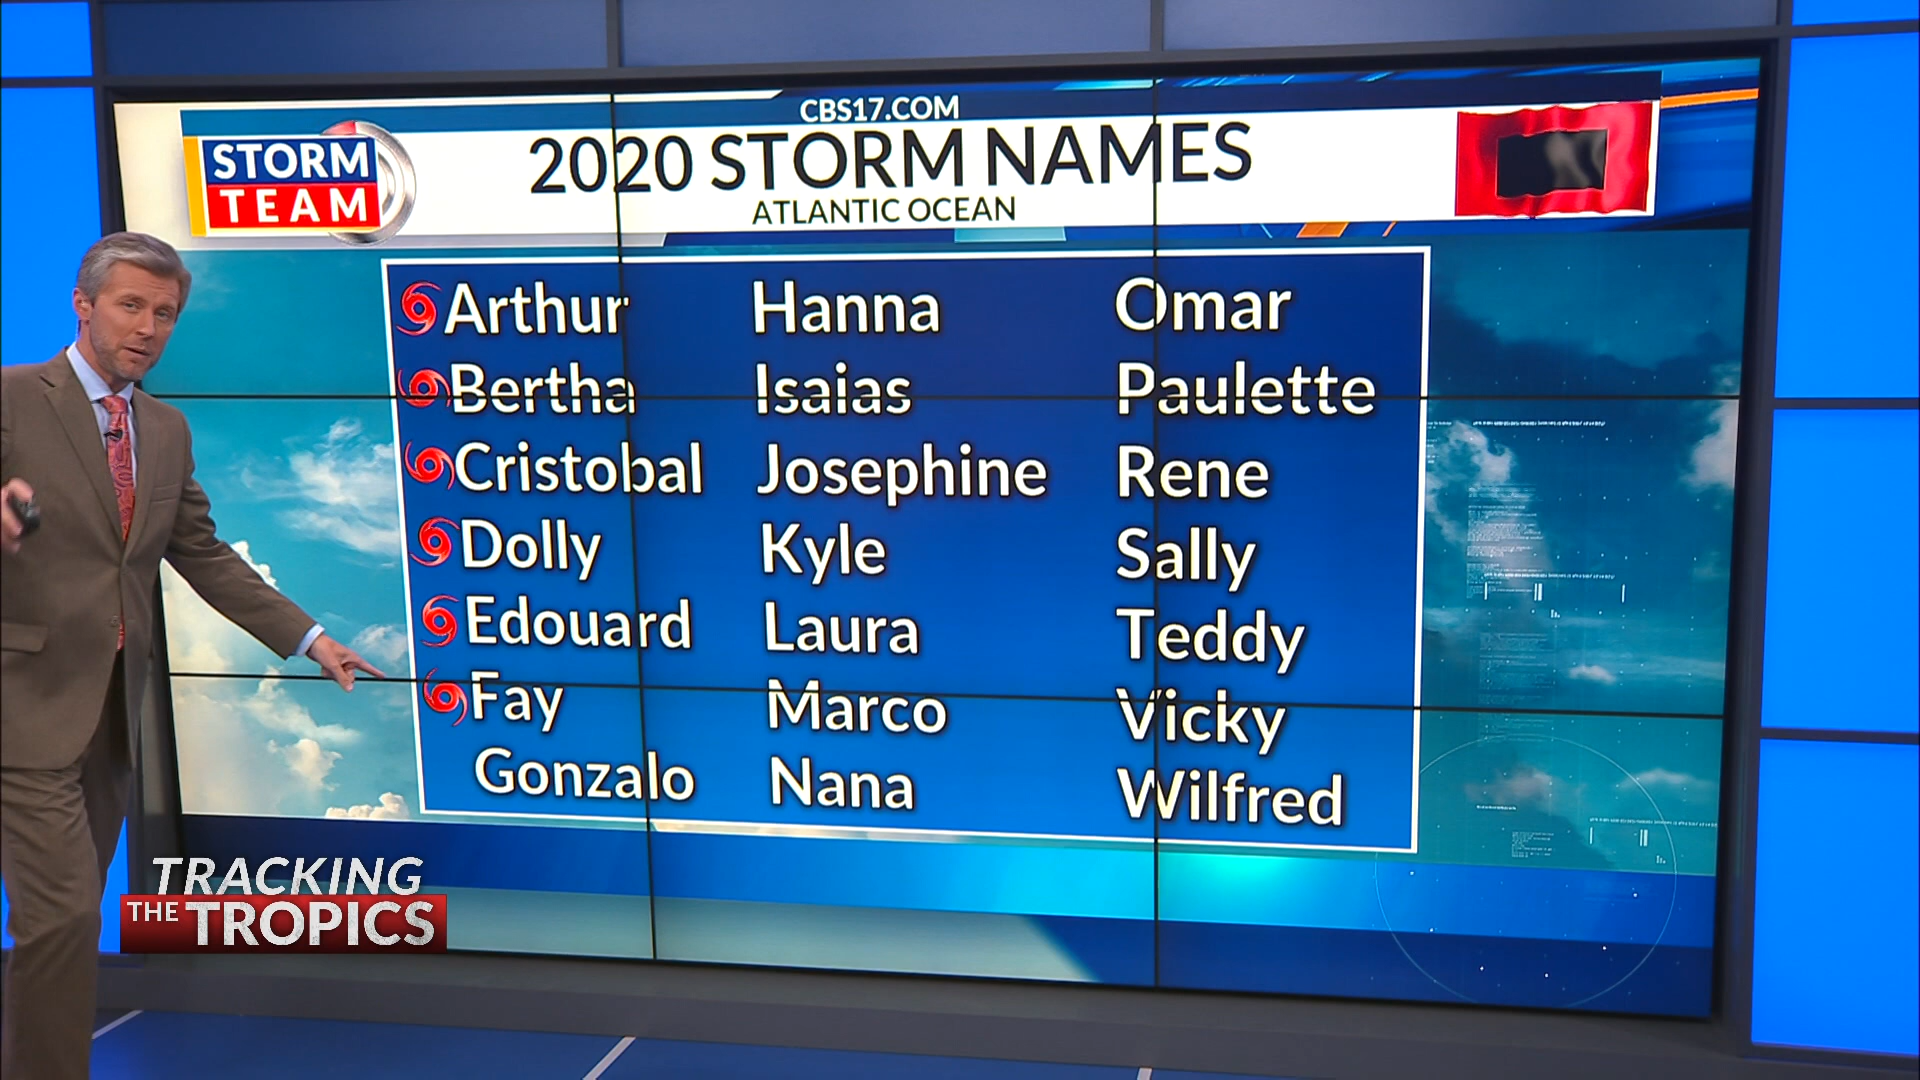 CBS17.COM
STORM
TEAM
2020 STORM NAMES
ATLANTIC OCEAN
Arthur
Bertha
Cristobal
Dolly
Edouard
Fay
Gonzalo
Hanna
Isaias
Josephine
Kyle
Laura
Marco
Nana
Omar
Paulette
Rene
Sally
Teddy
Vicky
Wilfred
TRACKING
THE TROPICS